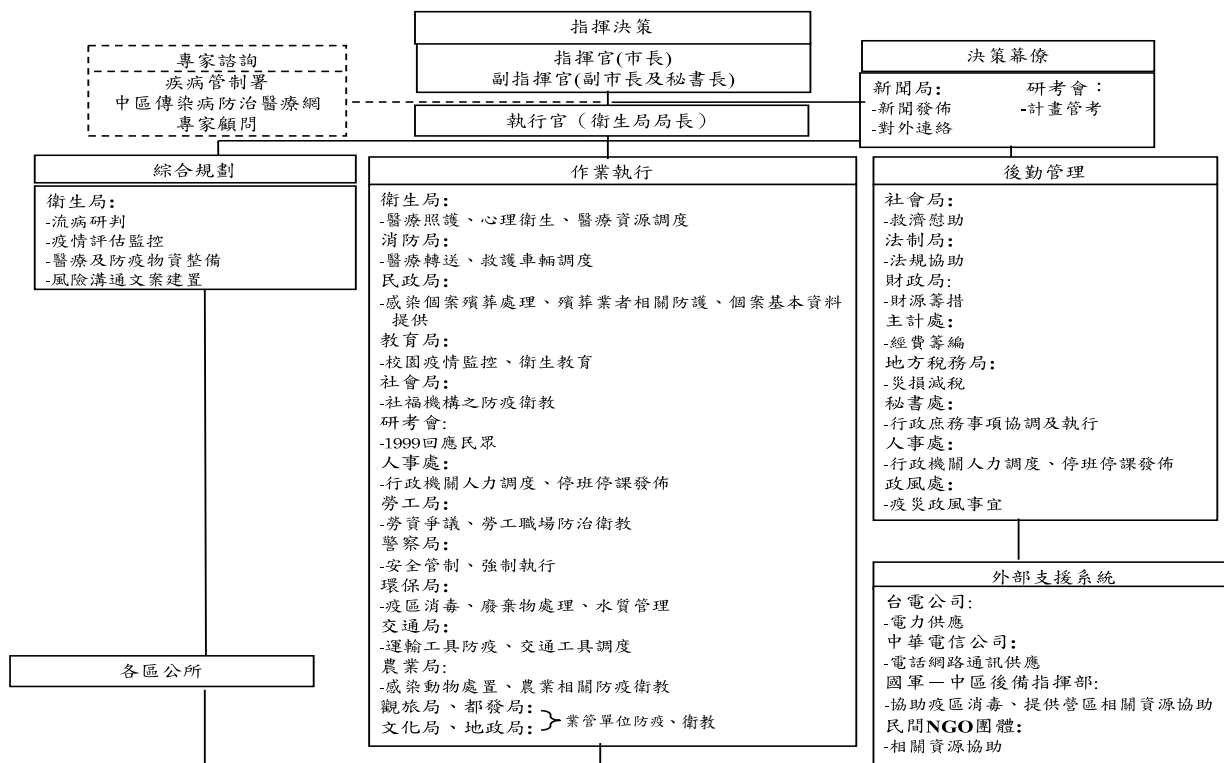 指揮決策
指揮官(市長)
副指揮官(副市長及秘書長)
專家諮詢
疾病管制署
中區傳染病防治醫療網
專家顧問
決策幕僚
新聞局: 研考會：
-新聞發佈 -計畫管考
-對外連絡
執行官（衛生局局長）
綜合規劃
衛生局:
-流病研判
-疫情評估監控
-醫療及防疫物資整備
-風險溝通文案建置
各區公所
作業執行
衛生局:
-醫療照護、心理衛生、醫療資源調度
消防局:
-醫療轉送、救護車輛調度
民政局:
-感染個案殯葬處理、殯葬業者相關防護、個案基本資料
提供
教育局:
-校園疫情監控、衛生教育
社會局:
-社福機構之防疫衛教
研考會:
-1999回應民眾
人事處:
-行政機關人力調度、停班停課發佈
勞工局:
-勞資爭議、勞工職場防治衛教
警察局:
-安全管制、強制執行
環保局:
-疫區消毒、廢棄物處理、水質管理
交通局:
-運輸工具防疫、交通工具調度
農業局:
-感染動物處置、農業相關防疫衛教
觀旅局、都發局:
文化局、地政局:
業管單位防疫、衛教
後勤管理
社會局:
-救濟慰助
法制局:
-法規協助
財政局:
-財源籌措
主計處:
-經費籌編
地方稅務局:
-災損減稅
秘書處:
-行政庶務事項協調及執行
人事處:
-行政機關人力調度、停班停課發佈
政風處:
-疫災政風事宜
外部支援系統
台電公司:
-電力供應
中華電信公司:
-電話網路通訊供應
國軍－中區後備指揮部:
-協助疫區消毒、提供營區相關資源協助
民間NGO團體:
-相關資源協助